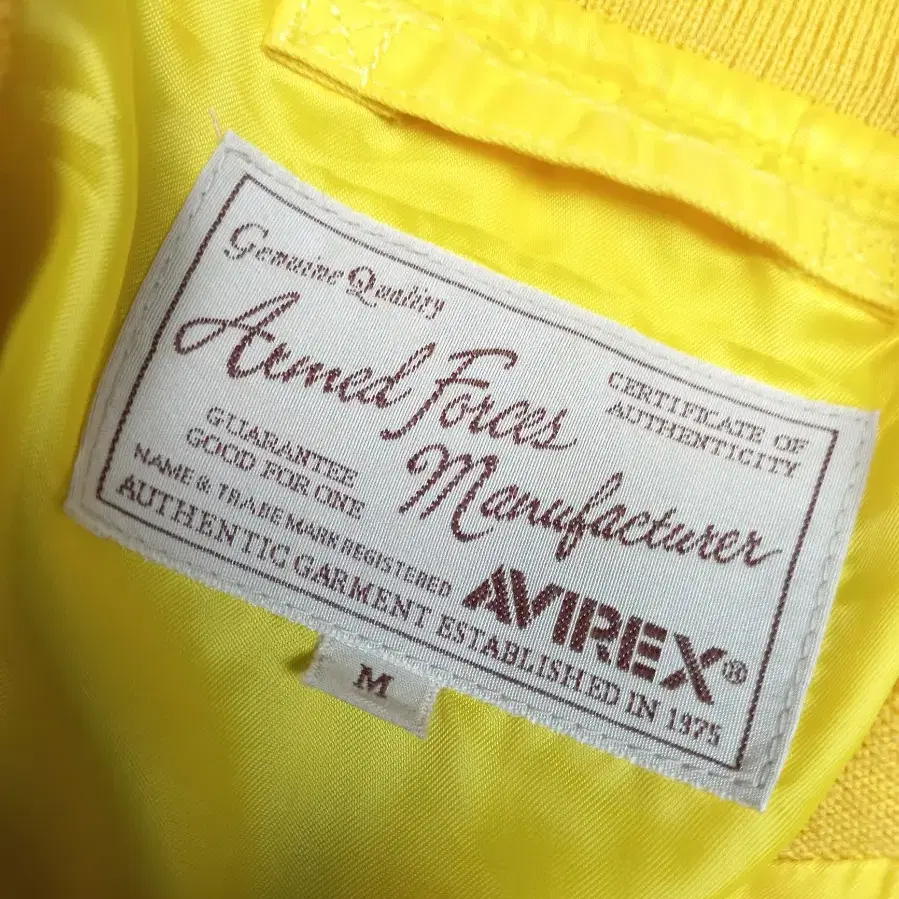 Genuine Quality
Armed Forces
CERTIFICATE OF
AUTHENTICITY
GUARANTEE
GOOD FOR ONE
Manufacturer
NAME & TRADE MARK REGISTERED
AVIREX®
AUTHENTIC GARMENT ESTABLISHED IN 1975
M